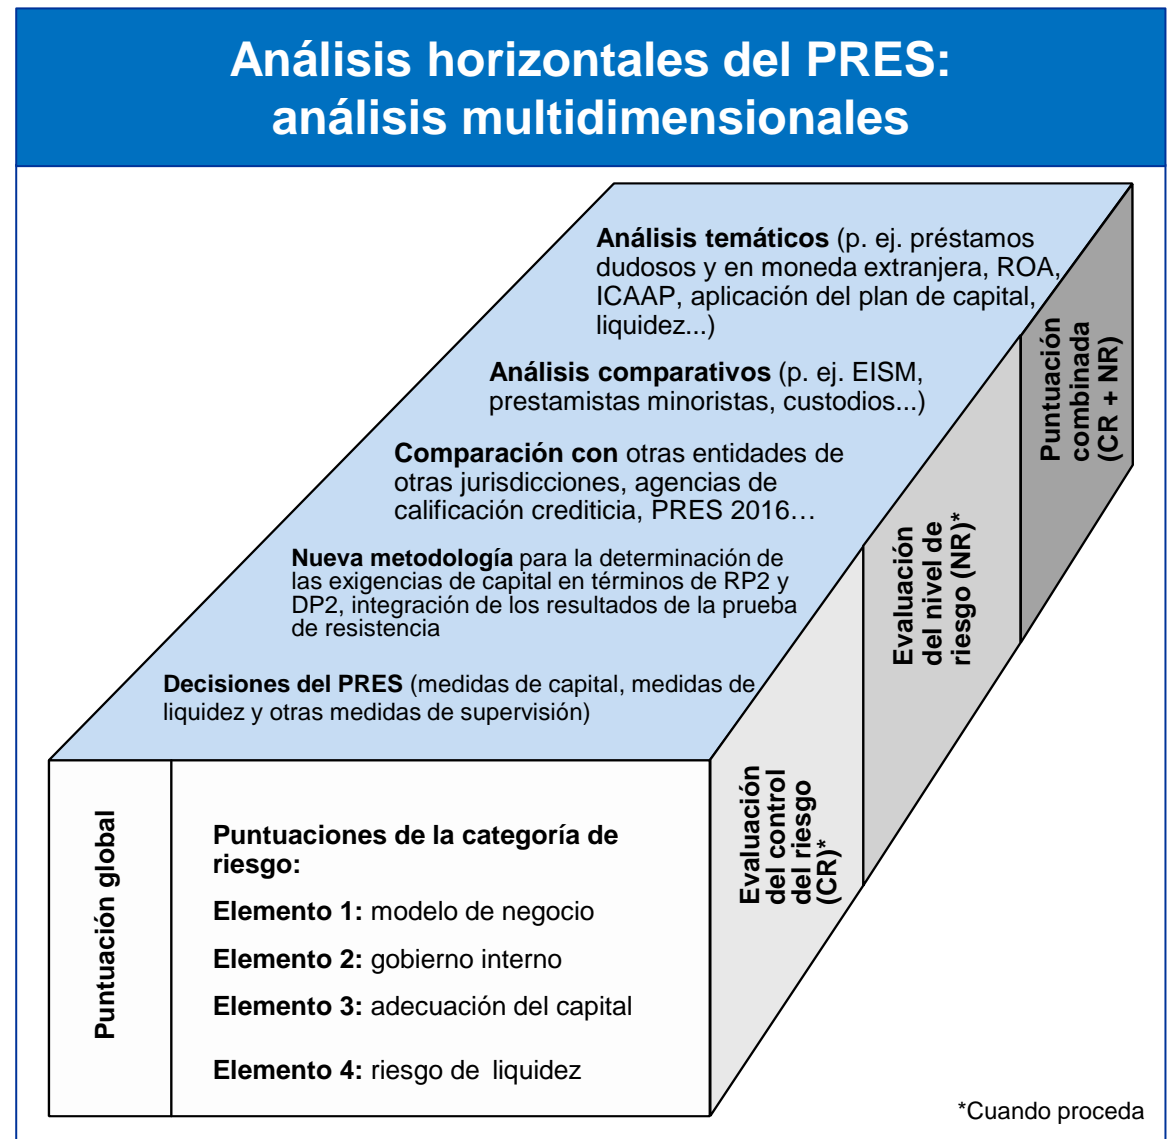 Análisis horizontales del PRES:
análisis multidimensionales
Análisis temáticos (p. ej. préstamos
dudosos y en moneda extranjera, ROA,
ICAAP, aplicación del plan de capital,
liquidez...)
Análisis comparativos (p. ej. EISM,
prestamistas minoristas, custodios...)
Comparación con otras entidades de
otras jurisdicciones, agencias de
calificación crediticia, PRES 2016…
Nueva metodología para la determinación de
las exigencias de capital en términos de RP2 y
DP2, integración de los resultados de la prueba
de resistencia
Decisiones del PRES (medidas de capital, medidas de
liquidez y otras medidas de supervisión)
Puntuación global
Puntuaciones de la categoría de
riesgo:
Elemento 1: modelo de negocio
Elemento 2: gobierno interno
Elemento 3: adecuación del capital
Elemento 4: riesgo de liquidez
Evaluación
del control
del riesgo
(CR)*
Evaluación
del nivel de
riesgo (NR)*
Puntuación
combinada
(CR + NR)
*Cuando proceda